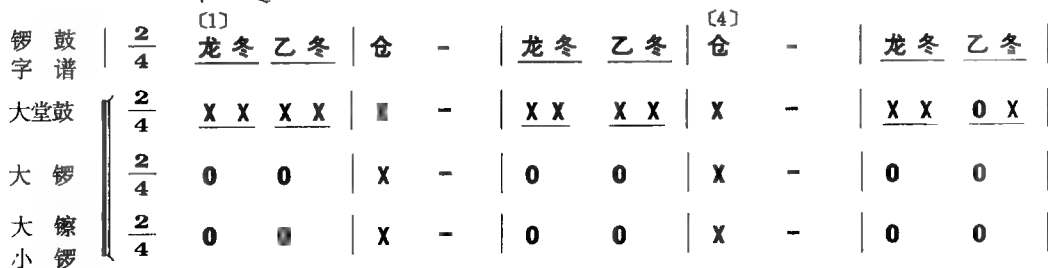 〔1〕 〔4〕
锣鼓字谱 | 2/4 龙冬 乙冬 | 仓 - | 龙冬 乙冬 | 仓 - | 龙冬 乙冬 |
大堂鼓 2/4 X X X X | - | X X X X | X - | X X 0 X |
大锣 2/4 0 0 | X - | 0 0 | X - | 0 0 |
大镲 小锣 2/4 0 | X - | 0 0 | X - | 0 0 |